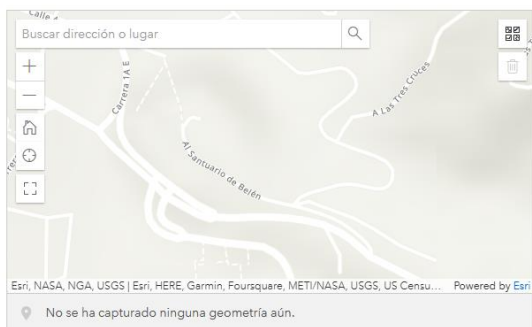 Calle 4
Buscar dirección o lugar
Carrera 1A E
A Las Tres Cruces
Al Santuario de Belén
Esri, NASA, NGA, USGS | Esri, HERE, Garmin, Foursquare, METI/NASA, USGS, US Censu... Powered by Esri
No se ha capturado ninguna geometría aún.